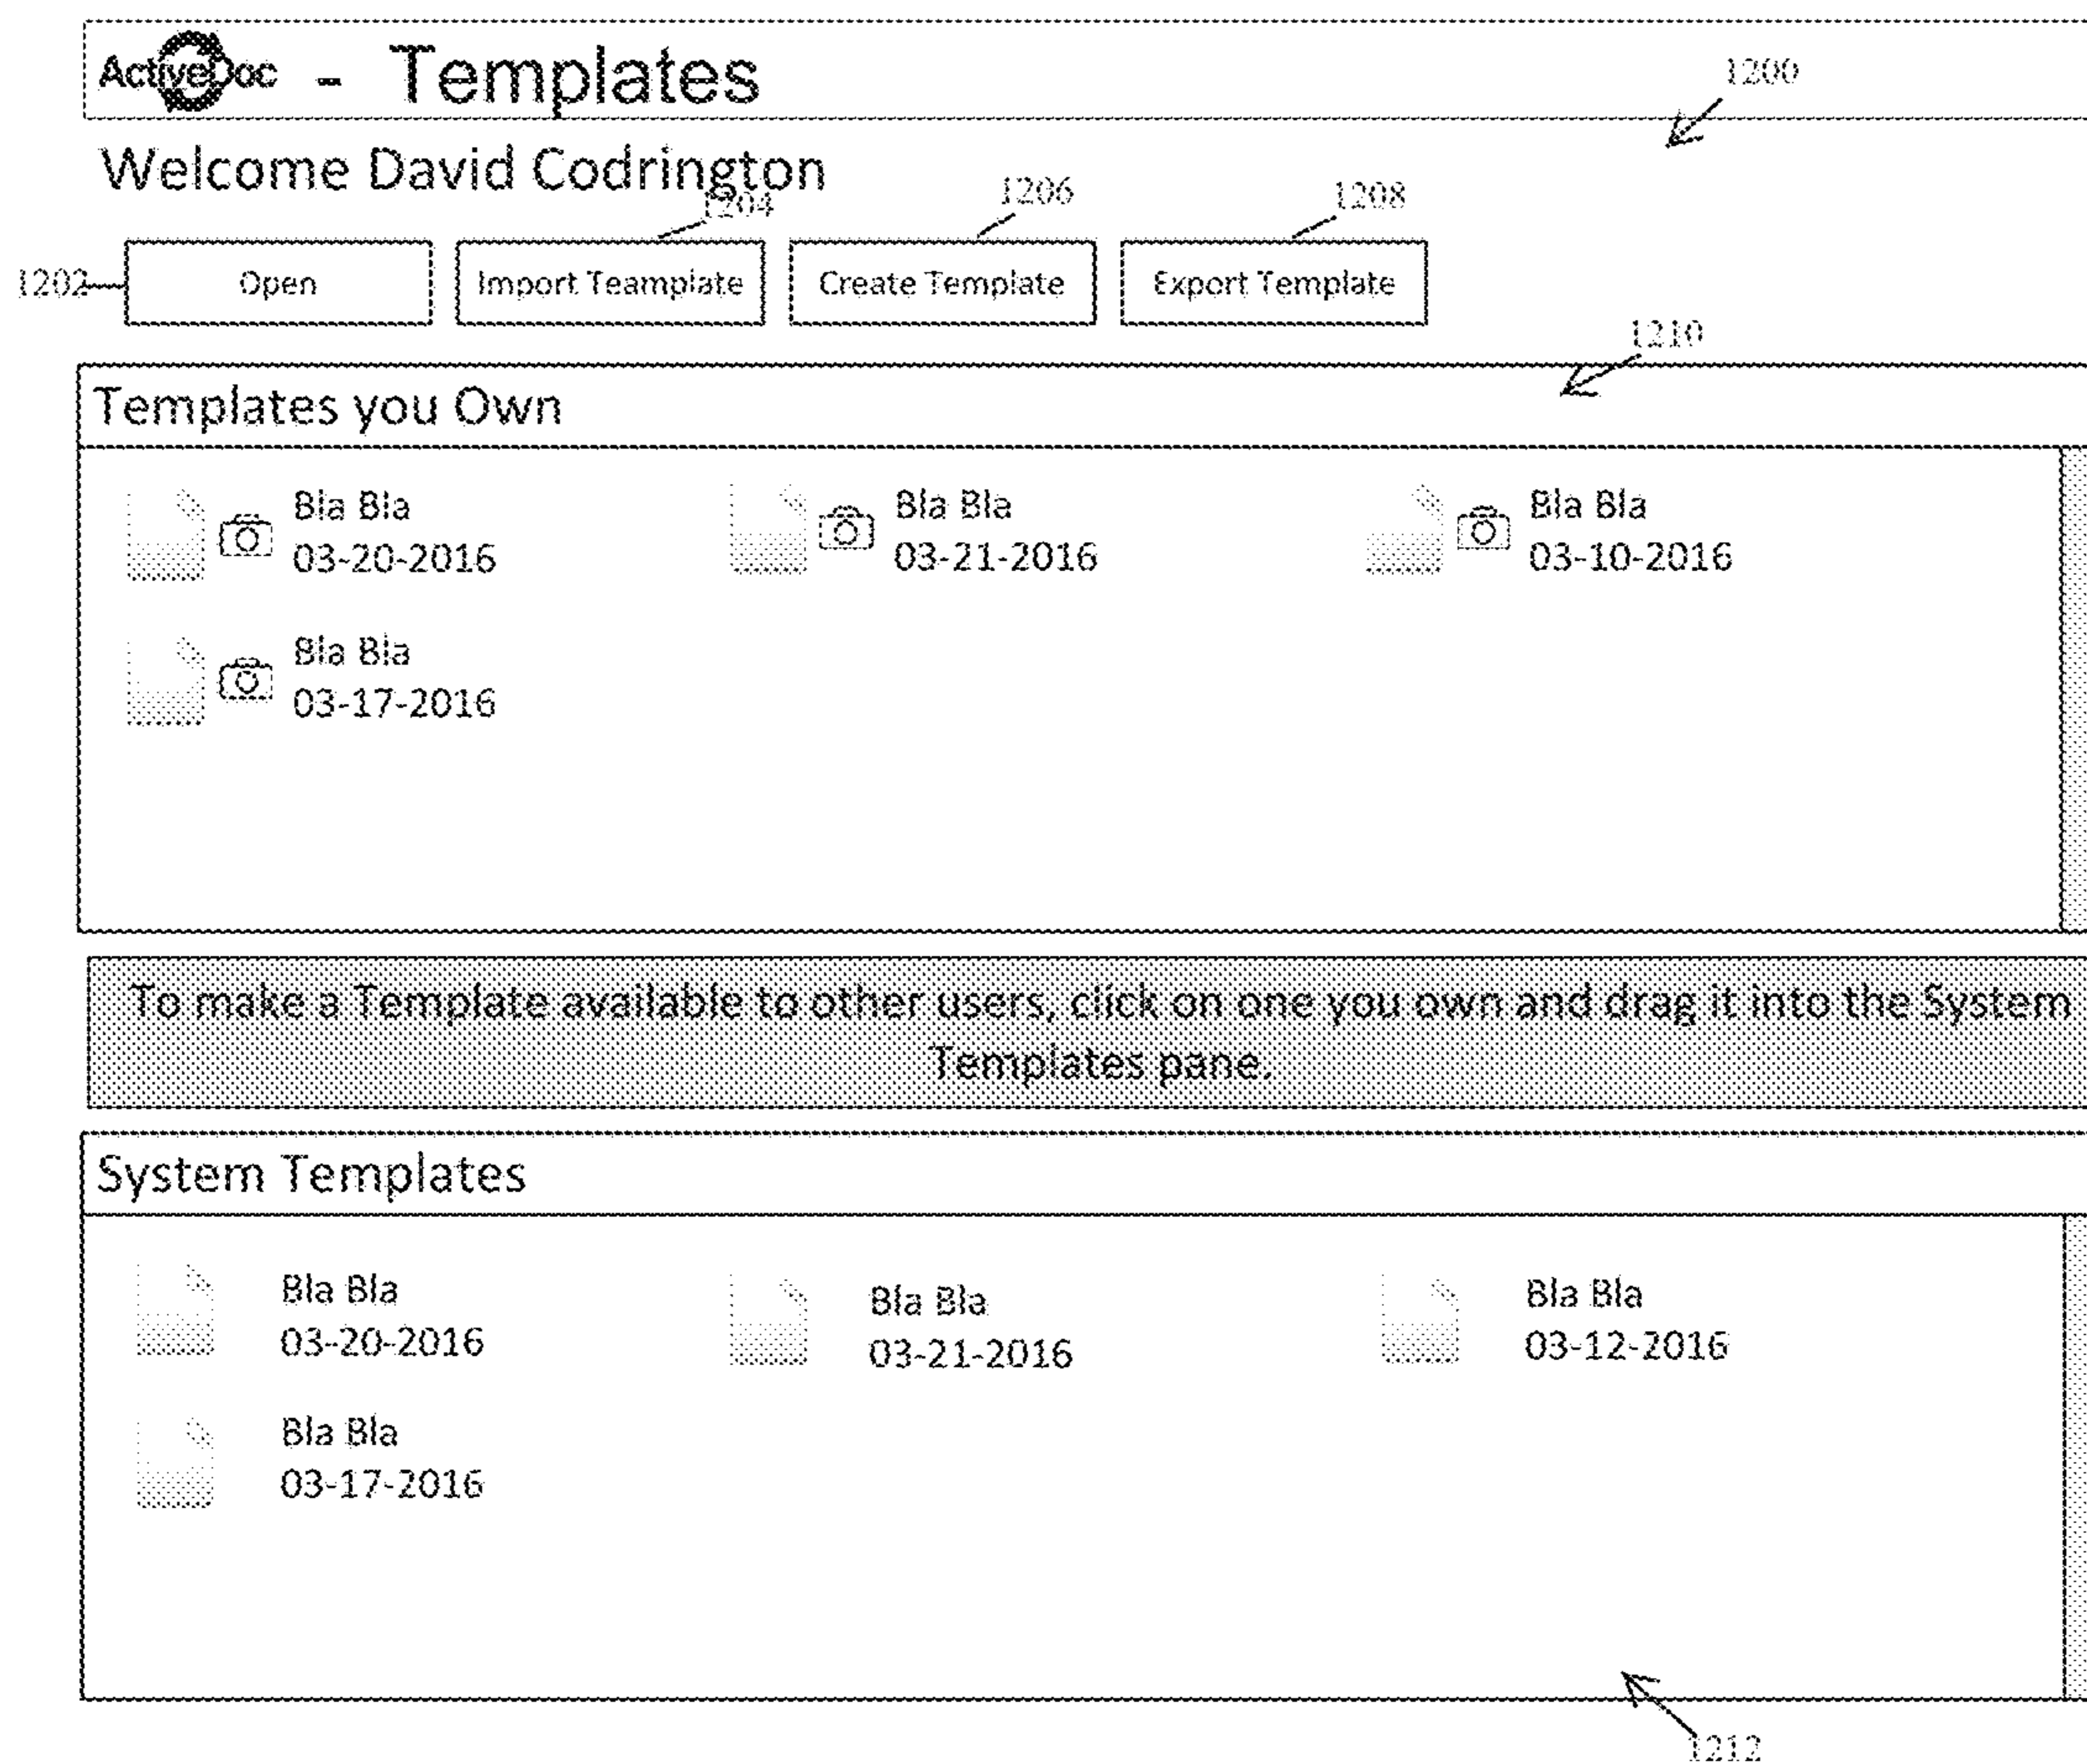 ActiveDoc - Templates
1200
Welcome David Codrington
1204
1206
1208
1202
Open
Import Teamplate
Create Template
Export Template
1210
Templates you Own
Bla Bla
03-20-2016
Bla Bla
03-21-2016
Bla Bla
03-10-2016
Bla Bla
03-17-2016
To make a Template available to other users, click on one you own and drag it into the System
Templates pane.
System Templates
Bla Bla
03-20-2016
Bla Bla
03-21-2016
Bla Bla
03-12-2016
Bla Bla
03-17-2016
1212